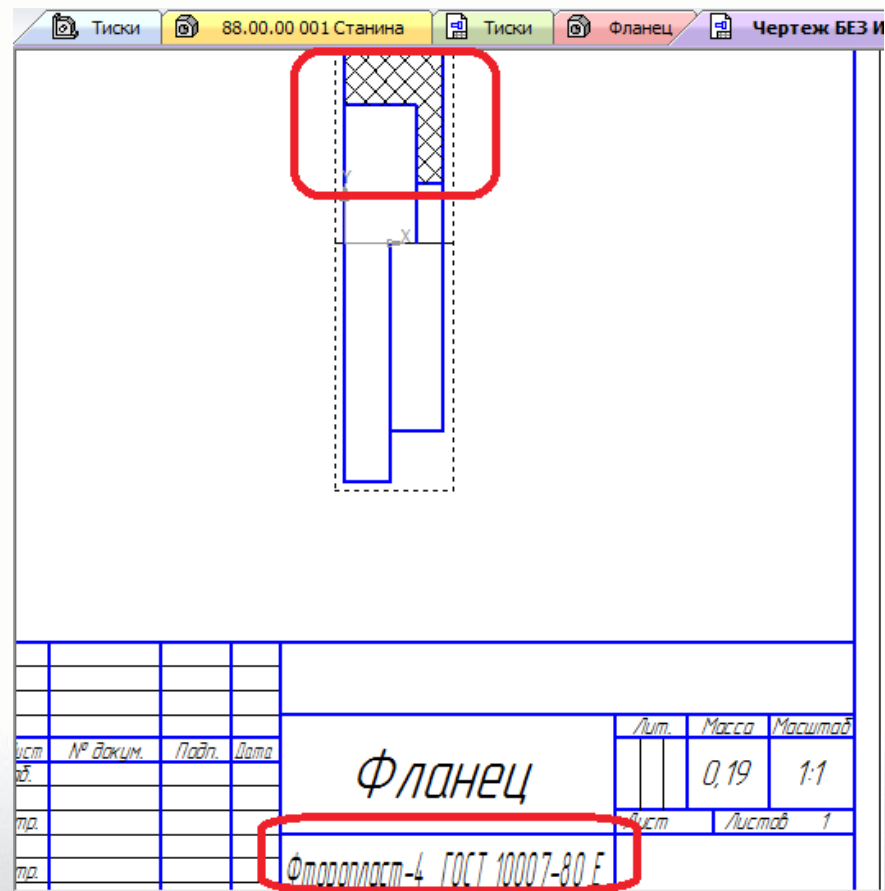 Тиски 88.00.00 001 Станина Тиски Фланец Чертеж БЕЗ И
Y
X
Лит. Масса Масштаб
№ докум. Подп. Дата
Фланец 0,19 1:1
Лист Листов 1
Фторопласт-4 ГОСТ 10007-80 Е